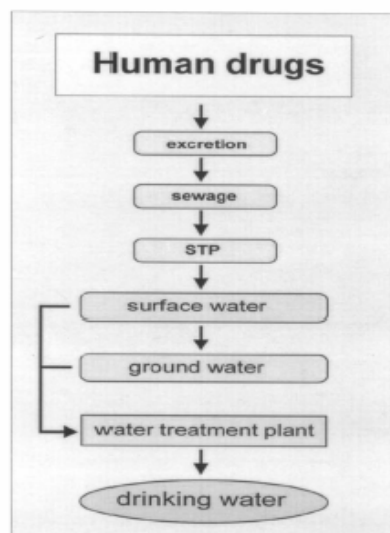 Human drugs
excretion
sewage
STP
surface water
ground water
water treatment plant
drinking water